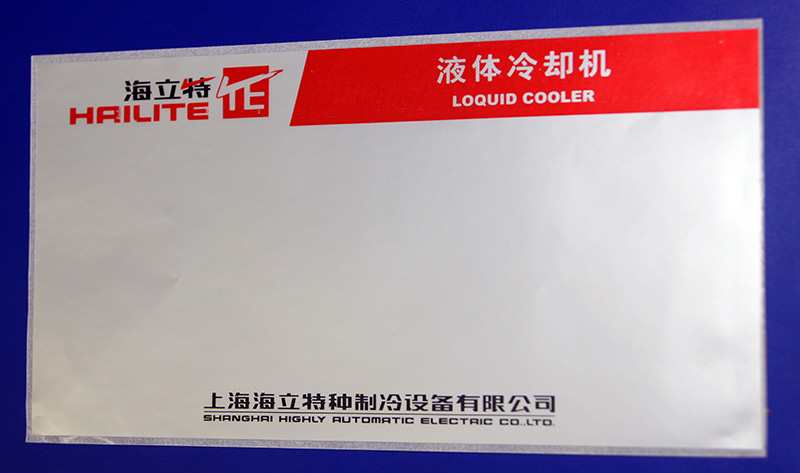 海立特
HAILITE
液体冷却机
LOQUID COOLER
上海海立特种制冷设备有限公司
SHANGHAI HIGHLY AUTOMATIC ELECTRIC CO.,LTD.